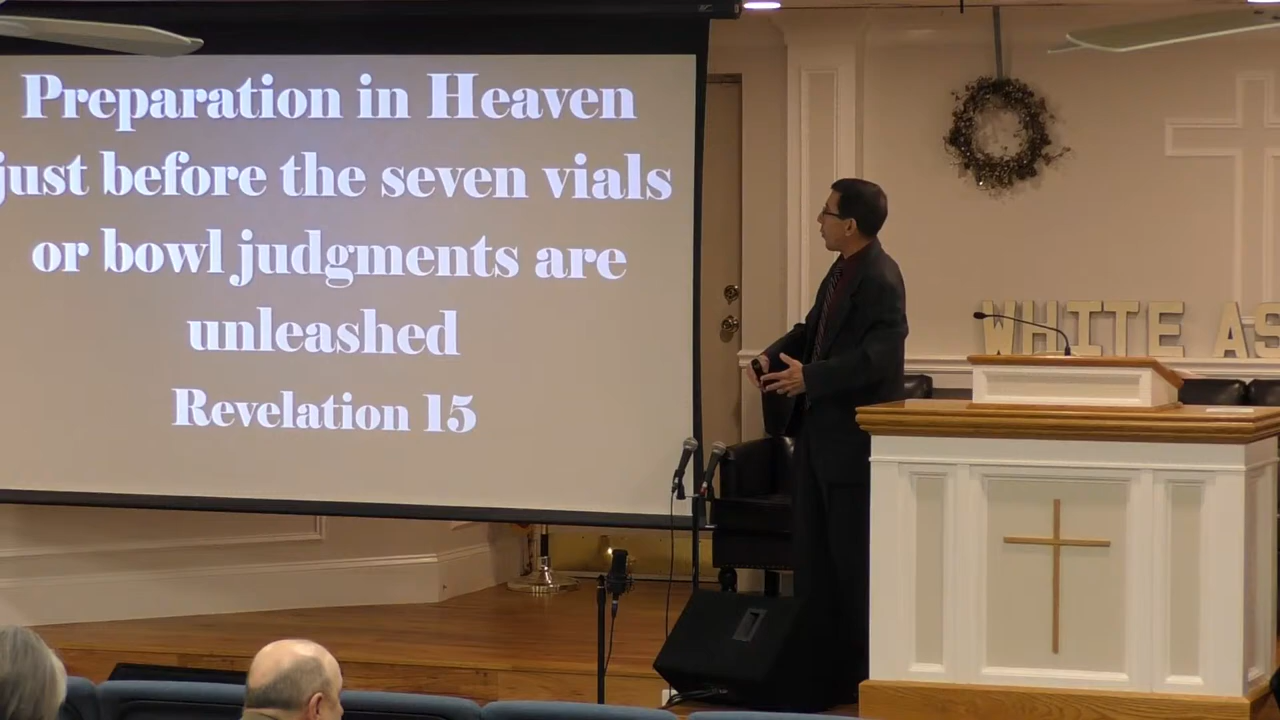 Preparation in Heaven
just before the seven vials
or bowl judgments are
unleashed
Revelation 15
WHITE AS